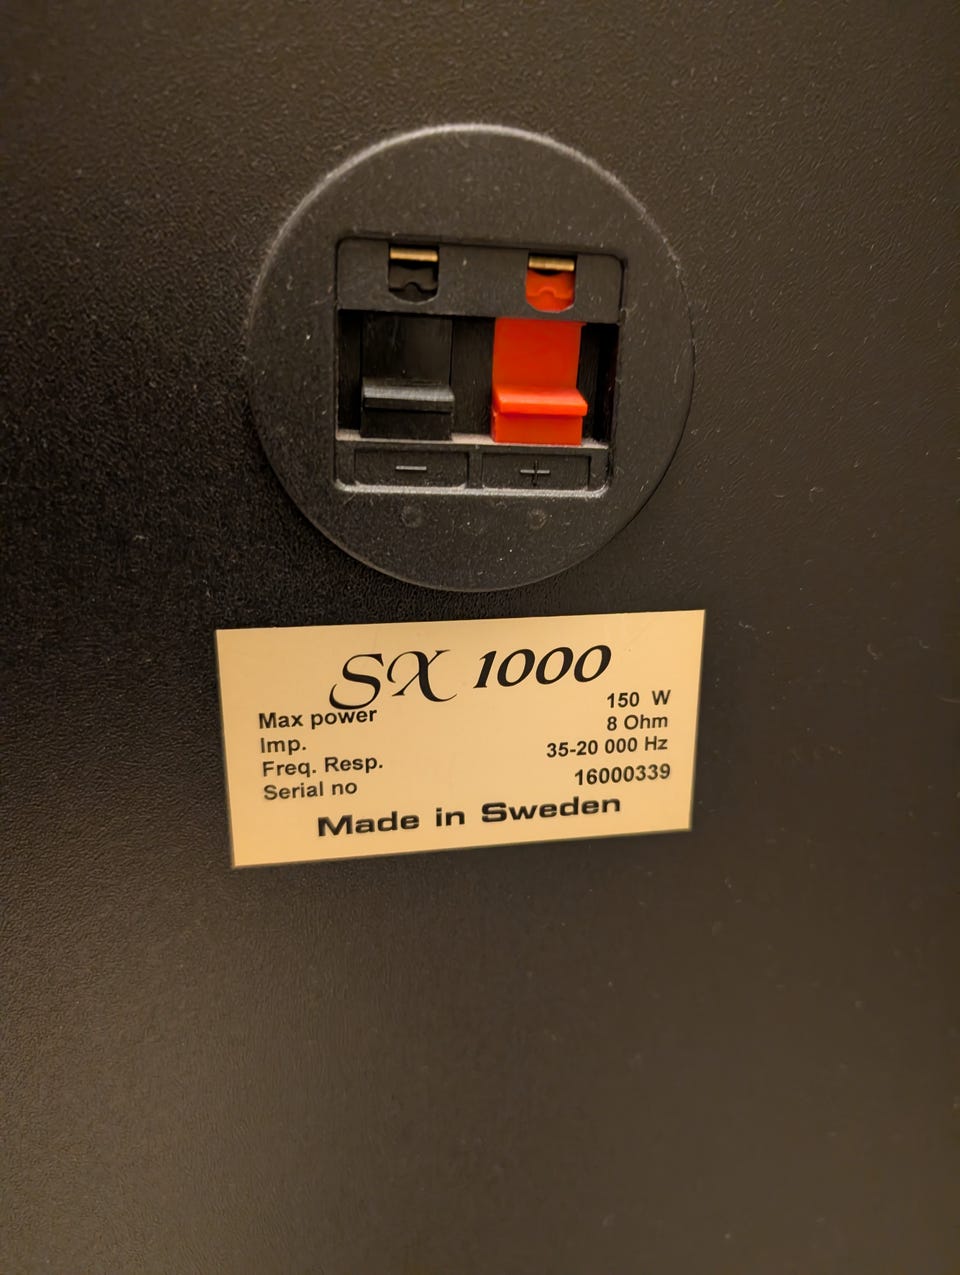 − +
SX 1000
Max power 150 W
Imp. 8 Ohm
Freq. Resp. 35-20 000 Hz
Serial no 16000339
Made in Sweden